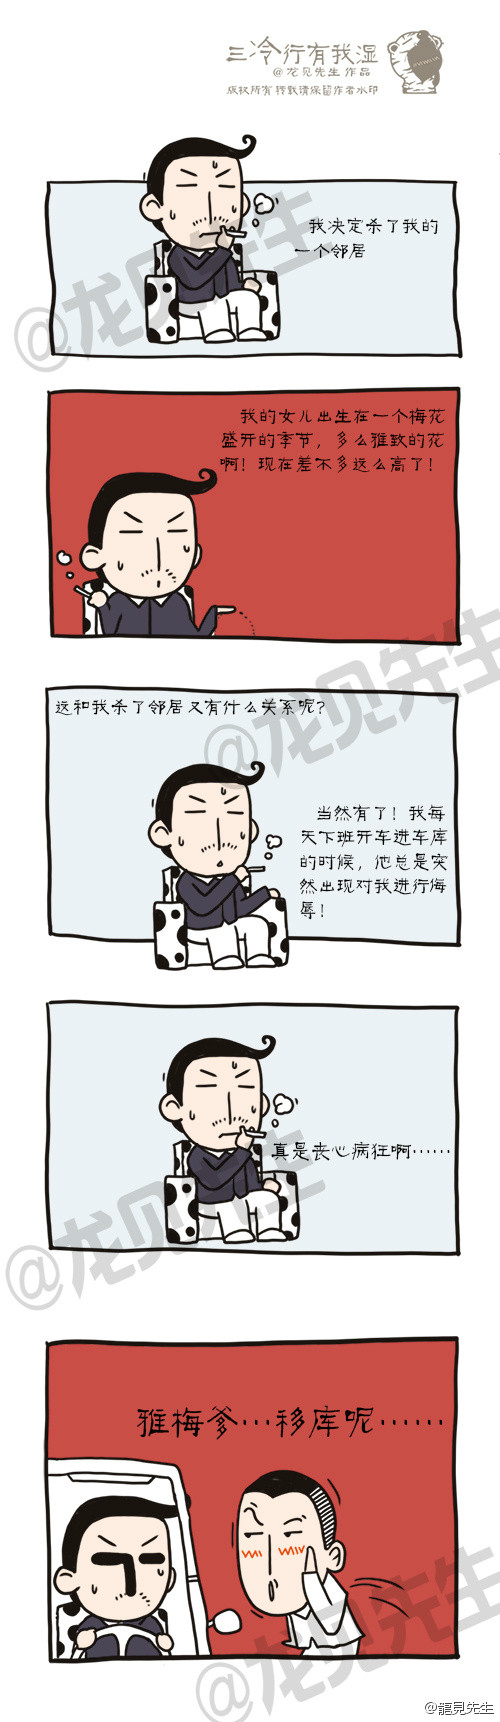 三冷行有我湿
@龙见先生 作品
版权所有 转载请保留作者水印
我决定杀了我的
一个邻居
@龙见先生
我的女儿出生在一个梅花
盛开的季节，多么雅致的花
啊！现在差不多这么高了！
@龙见先生
这和我杀了邻居又有什么关系呢？
当然有了！我每
天下班开车进车库
的时候，他总是突
然出现对我进行侮
辱！
真是丧心病狂啊……
@龙见先生
雅梅爹…移库呢……
@龙见先生
@龍見先生